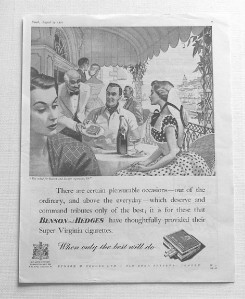 There are certain pleasurable occasions—out of the
ordinary, and above the everyday—which deserve and
command tributes only of the best; it is for these that
BENSON and HEDGES have thoughtfully provided their
Super Virginia cigarettes.
When only the best will do